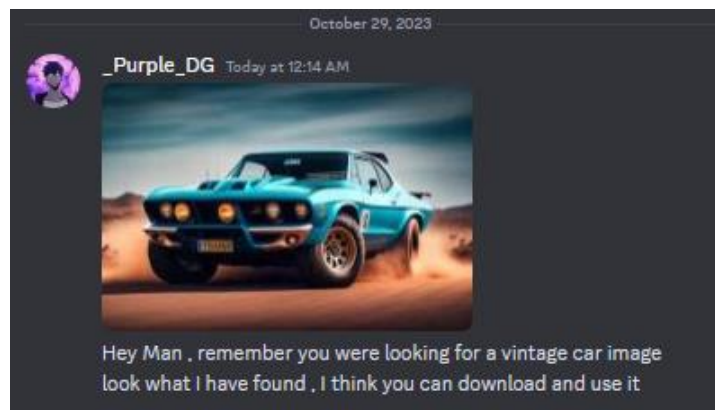 October 29, 2023
_Purple_DG Today at 12:14 AM
Hey Man , remember you were looking for a vintage car image
look what I have found , I think you can download and use it